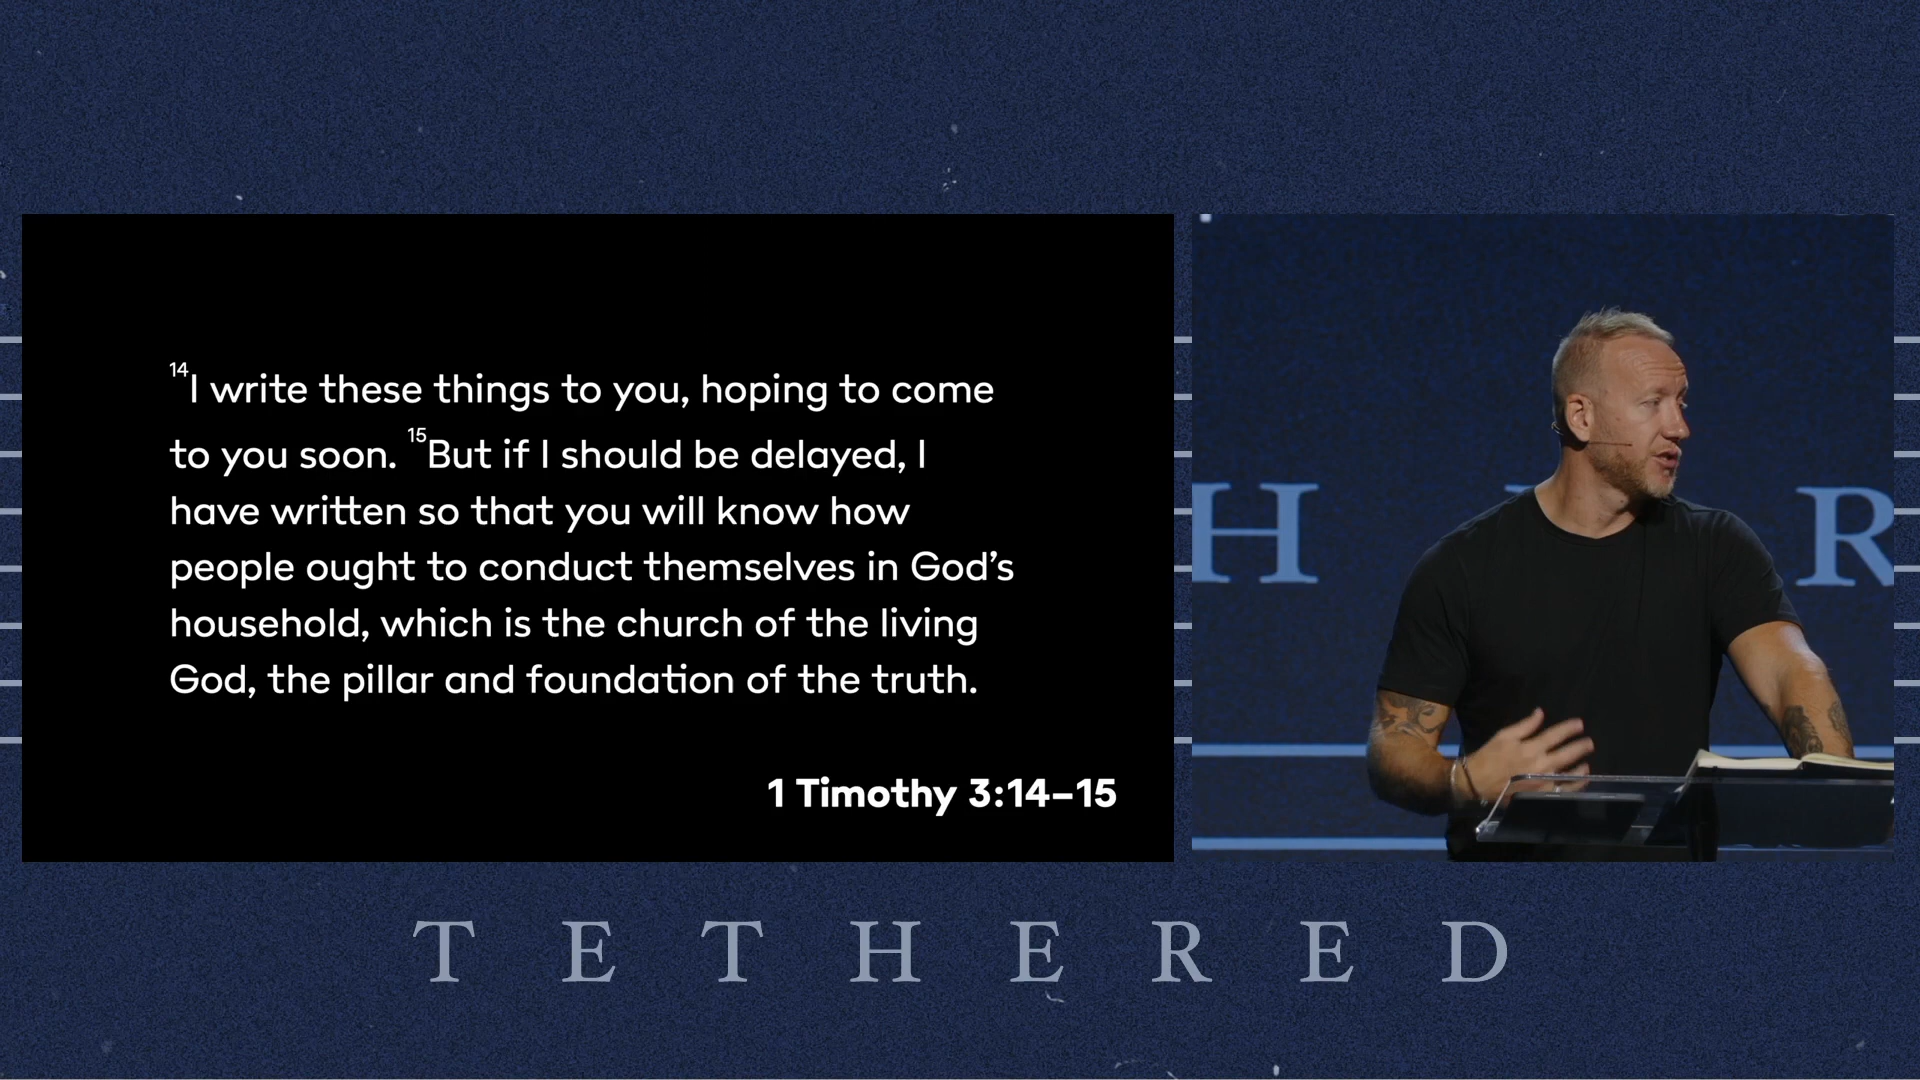 14I write these things to you, hoping to come
to you soon. 15But if I should be delayed, I
have written so that you will know how
people ought to conduct themselves in God’s
household, which is the church of the living
God, the pillar and foundation of the truth.
1 Timothy 3:14–15
H R
TETHERED